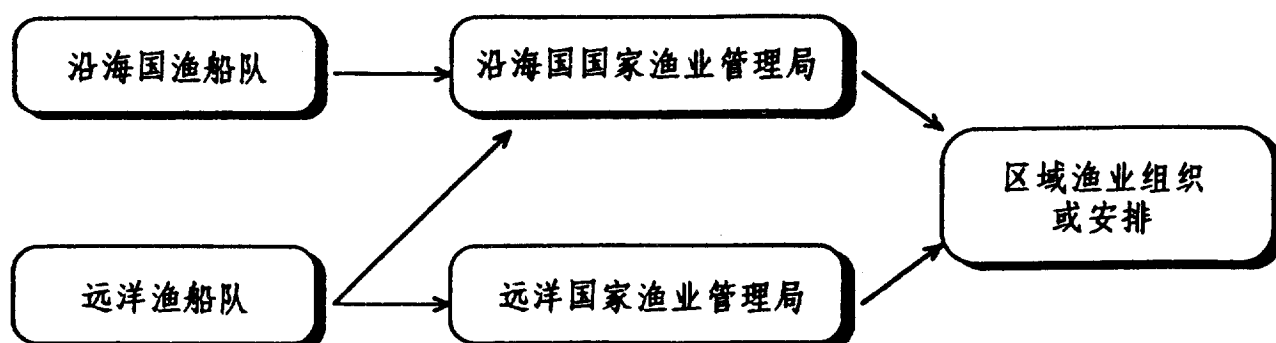 沿海国渔船队
沿海国国家渔业管理局
区域渔业组织
或安排
远洋渔船队
远洋国家渔业管理局